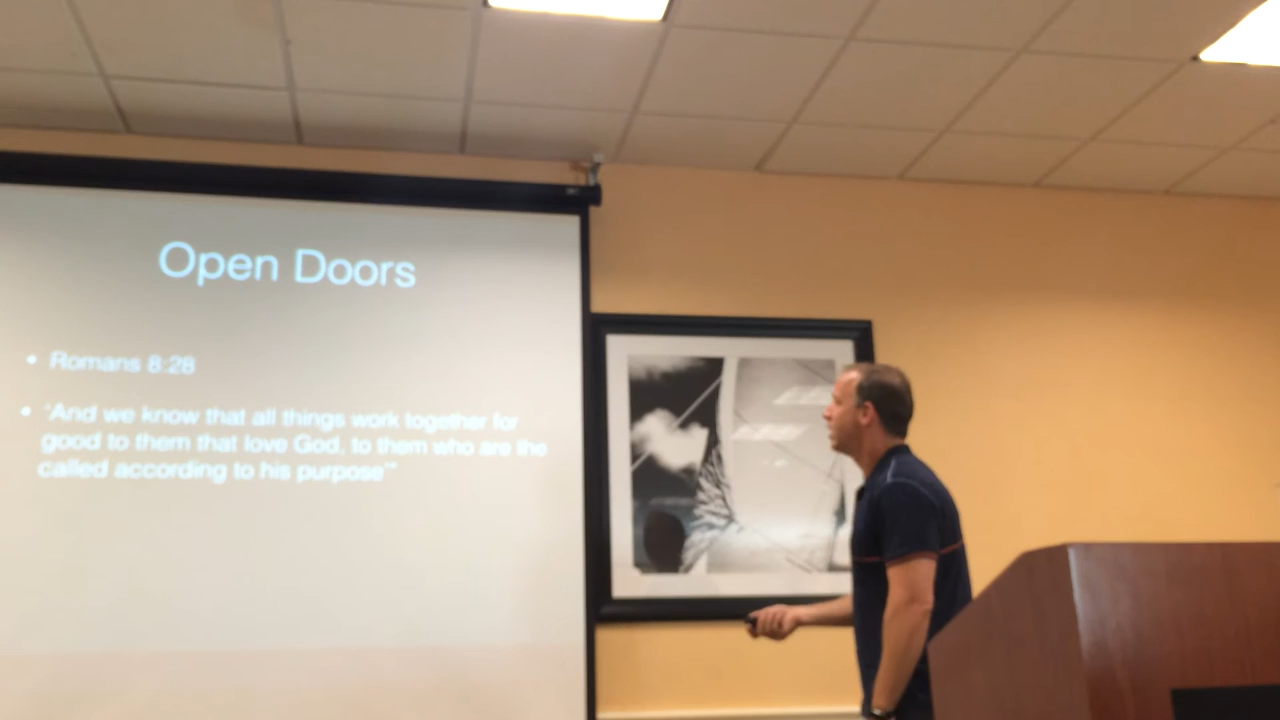 Open Doors
• Romans 8:28
• "And we know that all things work together for
good to them that love God, to them who are the
called according to his purpose'"